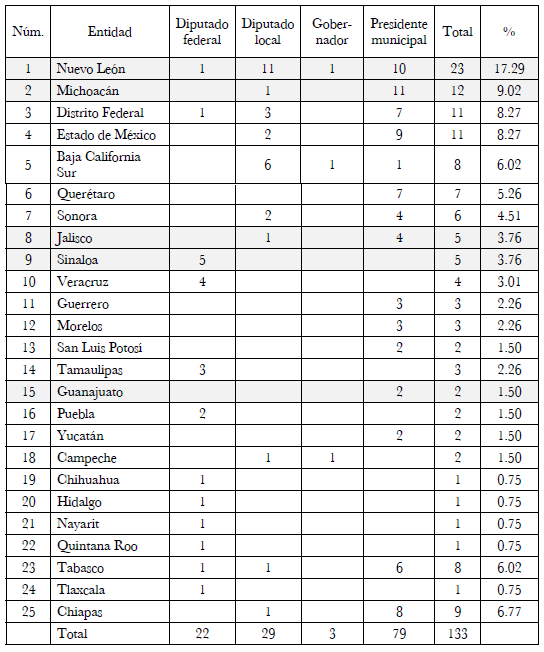 Núm. Entidad Diputado federal Diputado local Gober-nador Presidente municipal Total %
1 Nuevo León 1 11 1 10 23 17.29
2 Michoacán 1 11 12 9.02
3 Distrito Federal 1 3 7 11 8.27
4 Estado de México 2 9 11 8.27
5 Baja California Sur 6 1 1 8 6.02
6 Querétaro 7 7 5.26
7 Sonora 2 4 6 4.51
8 Jalisco 1 4 5 3.76
9 Sinaloa 5 5 3.76
10 Veracruz 4 4 3.01
11 Guerrero 3 3 2.26
12 Morelos 3 3 2.26
13 San Luis Potosí 2 2 1.50
14 Tamaulipas 3 3 2.26
15 Guanajuato 2 2 1.50
16 Puebla 2 2 1.50
17 Yucatán 2 2 1.50
18 Campeche 1 1 2 1.50
19 Chihuahua 1 1 0.75
20 Hidalgo 1 1 0.75
21 Nayarit 1 1 0.75
22 Quintana Roo 1 1 0.75
23 Tabasco 1 1 6 8 6.02
24 Tlaxcala 1 1 0.75
25 Chiapas 1 8 9 6.77
Total 22 29 3 79 133